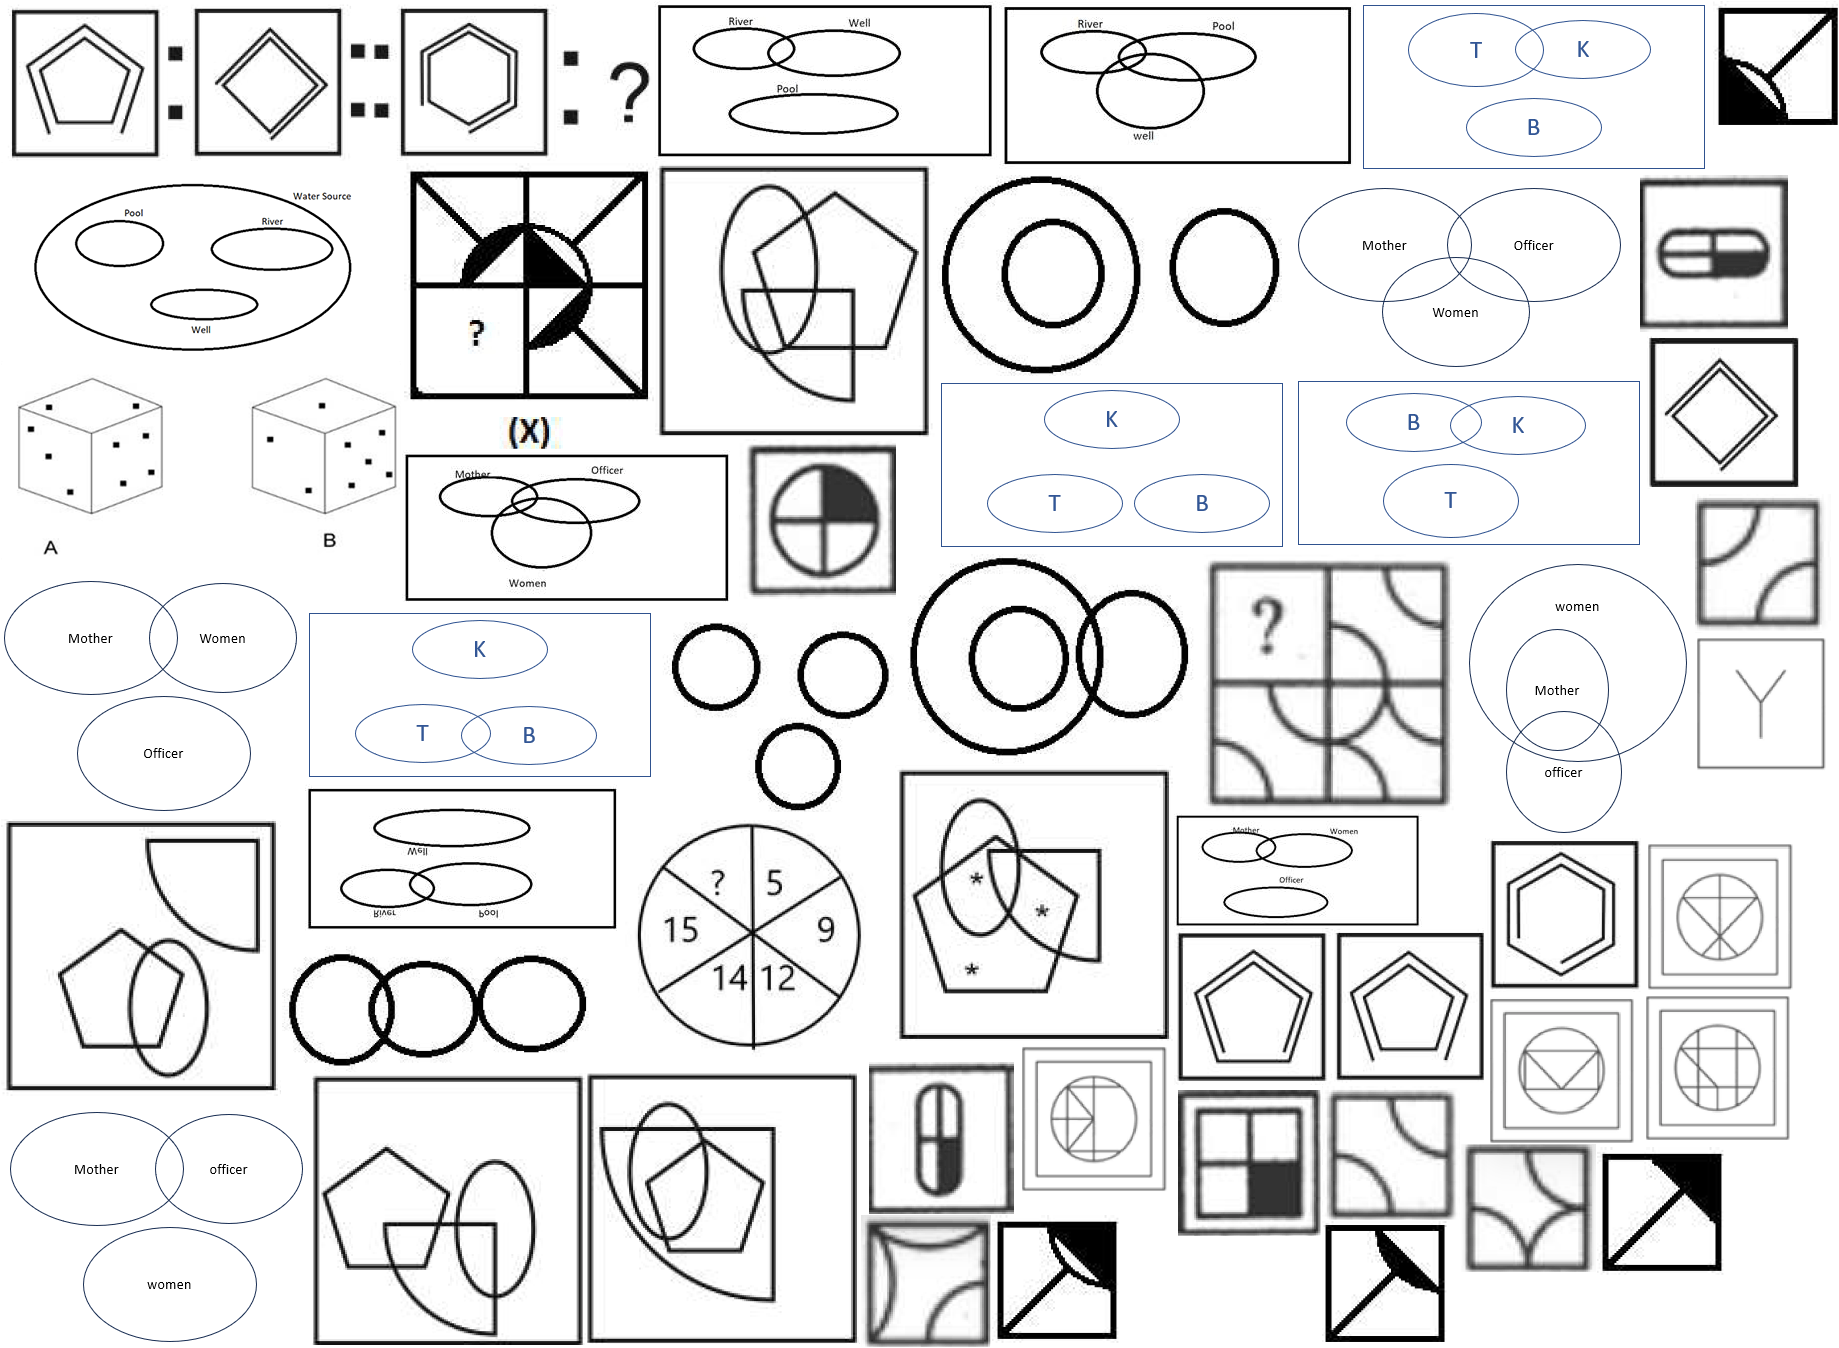 ?
River
Well
Pool
River
Pool
well
T
K
B
Water Source
Pool
River
Well
?
(X)
Mother
Officer
Women
K
T
B
B
K
T
A
B
Mother
Officer
Women
Mother
Women
Officer
K
T
B
?
women
Mother
officer
Well
River
Pool
?
5
15
9
14
12
*
*
*
Mother
Women
Officer
Mother
officer
women